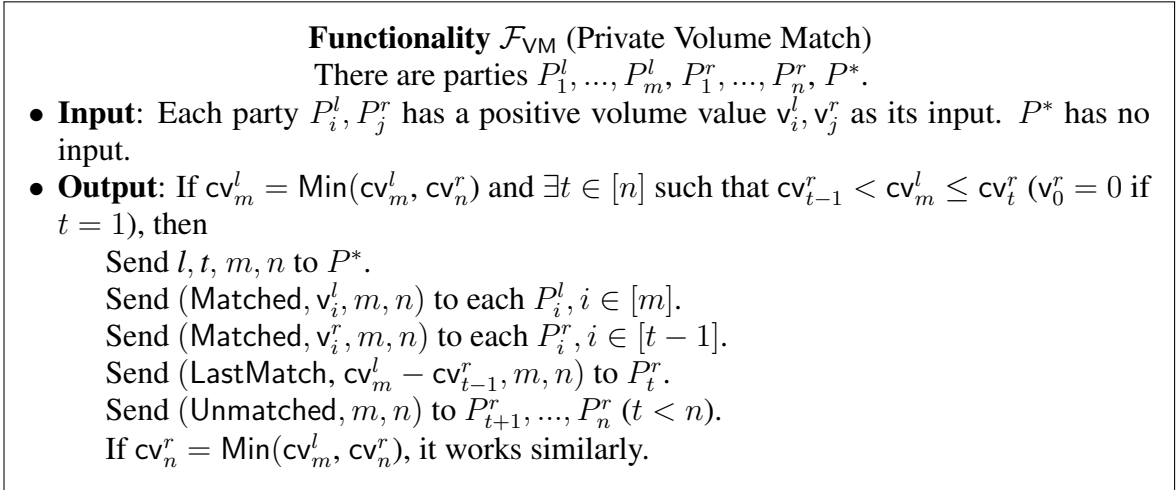 Functionality $\mathcal{F}_{\mathsf{VM}}$ (Private Volume Match)
There are parties $P_1^l, ..., P_m^l, P_1^r, ..., P_n^r, P^*$.
• Input: Each party $P_i^l, P_j^r$ has a positive volume value $\mathsf{v}_i^l, \mathsf{v}_j^r$ as its input. $P^*$ has no
input.
• Output: If $\mathsf{cv}_m^l = \mathsf{Min}(\mathsf{cv}_m^l, \mathsf{cv}_n^r)$ and $\exists t \in [n]$ such that $\mathsf{cv}_{t-1}^r < \mathsf{cv}_m^l \leq \mathsf{cv}_t^r$ ($\mathsf{v}_0^r = 0$ if
$t = 1$), then
Send $l, t, m, n$ to $P^*$.
Send ($\mathsf{Matched}, \mathsf{v}_i^l, m, n$) to each $P_i^l, i \in [m]$.
Send ($\mathsf{Matched}, \mathsf{v}_i^r, m, n$) to each $P_i^r, i \in [t-1]$.
Send ($\mathsf{LastMatch}, \mathsf{cv}_m^l - \mathsf{cv}_{t-1}^r, m, n$) to $P_t^r$.
Send ($\mathsf{Unmatched}, m, n$) to $P_{t+1}^r, ..., P_n^r$ ($t < n$).
If $\mathsf{cv}_n^r = \mathsf{Min}(\mathsf{cv}_m^l, \mathsf{cv}_n^r)$, it works similarly.